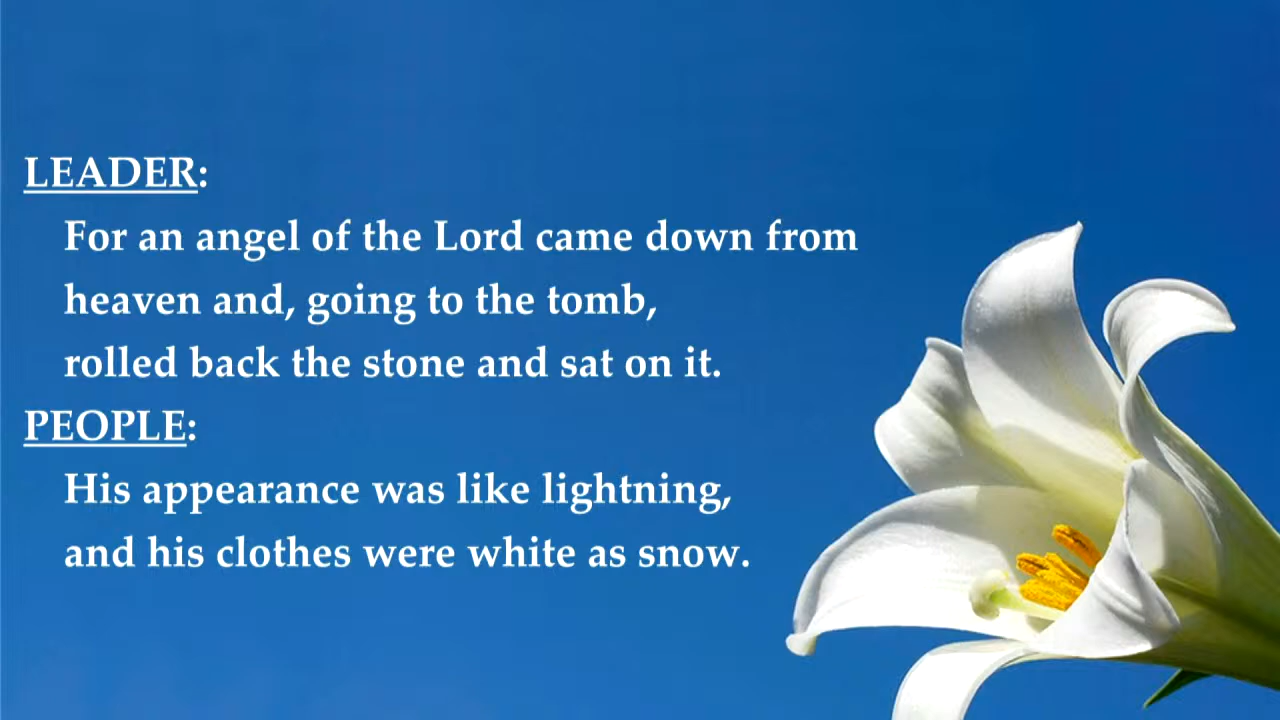 LEADER:
For an angel of the Lord came down from
heaven and, going to the tomb,
rolled back the stone and sat on it.
PEOPLE:
His appearance was like lightning,
and his clothes were white as snow.